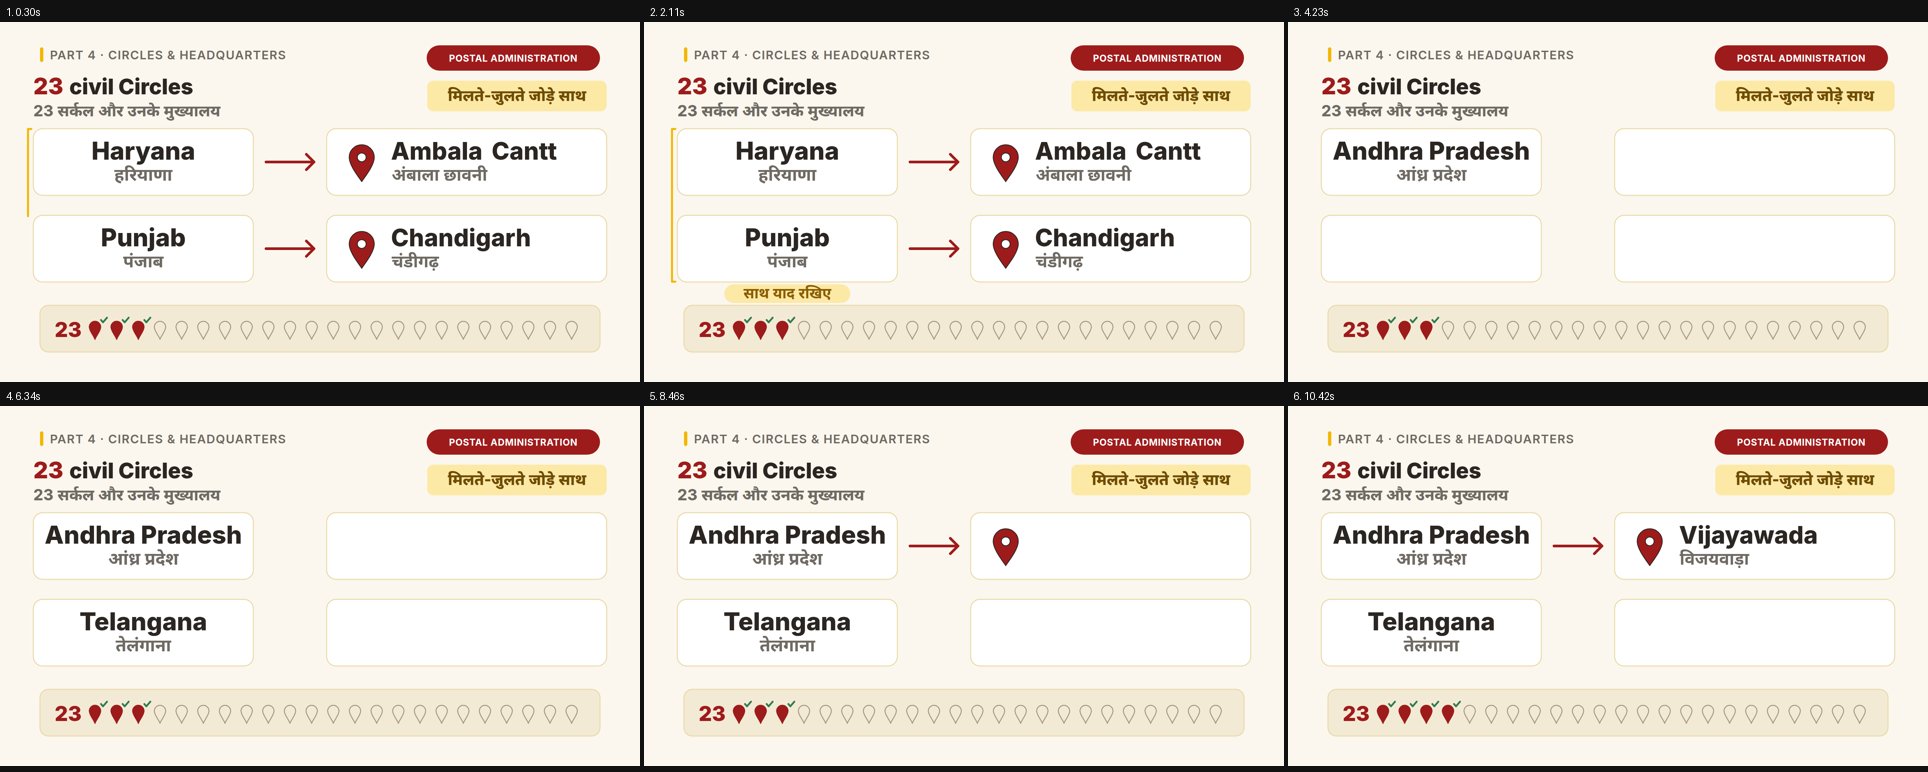 1. 0.30s
PART 4 · CIRCLES & HEADQUARTERS
POSTAL ADMINISTRATION
23 civil Circles
मिलते-जुलते जोड़े साथ
23 सर्कल और उनके मुख्यालय
Haryana
हरियाणा
Ambala Cantt
अंबाला छावनी
Punjab
पंजाब
Chandigarh
चंडीगढ़
23
2. 2.11s
PART 4 · CIRCLES & HEADQUARTERS
POSTAL ADMINISTRATION
23 civil Circles
मिलते-जुलते जोड़े साथ
23 सर्कल और उनके मुख्यालय
Haryana
हरियाणा
Ambala Cantt
अंबाला छावनी
Punjab
पंजाब
Chandigarh
चंडीगढ़
साथ याद रखिए
23
3. 4.23s
PART 4 · CIRCLES & HEADQUARTERS
POSTAL ADMINISTRATION
23 civil Circles
मिलते-जुलते जोड़े साथ
23 सर्कल और उनके मुख्यालय
Andhra Pradesh
आंध्र प्रदेश
23
4. 6.34s
PART 4 · CIRCLES & HEADQUARTERS
POSTAL ADMINISTRATION
23 civil Circles
मिलते-जुलते जोड़े साथ
23 सर्कल और उनके मुख्यालय
Andhra Pradesh
आंध्र प्रदेश
Telangana
तेलंगाना
23
5. 8.46s
PART 4 · CIRCLES & HEADQUARTERS
POSTAL ADMINISTRATION
23 civil Circles
मिलते-जुलते जोड़े साथ
23 सर्कल और उनके मुख्यालय
Andhra Pradesh
आंध्र प्रदेश
Telangana
तेलंगाना
23
6. 10.42s
PART 4 · CIRCLES & HEADQUARTERS
POSTAL ADMINISTRATION
23 civil Circles
मिलते-जुलते जोड़े साथ
23 सर्कल और उनके मुख्यालय
Andhra Pradesh
आंध्र प्रदेश
Vijayawada
विजयवाड़ा
Telangana
तेलंगाना
23